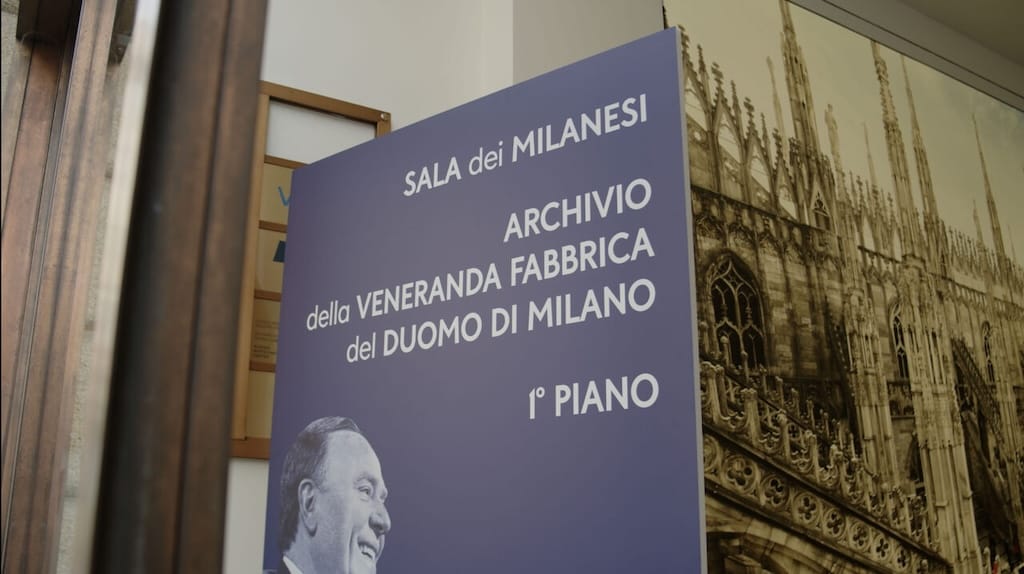 SALA dei MILANESI
ARCHIVIO
della VENERANDA FABBRICA
del DUOMO DI MILANO
1° PIANO